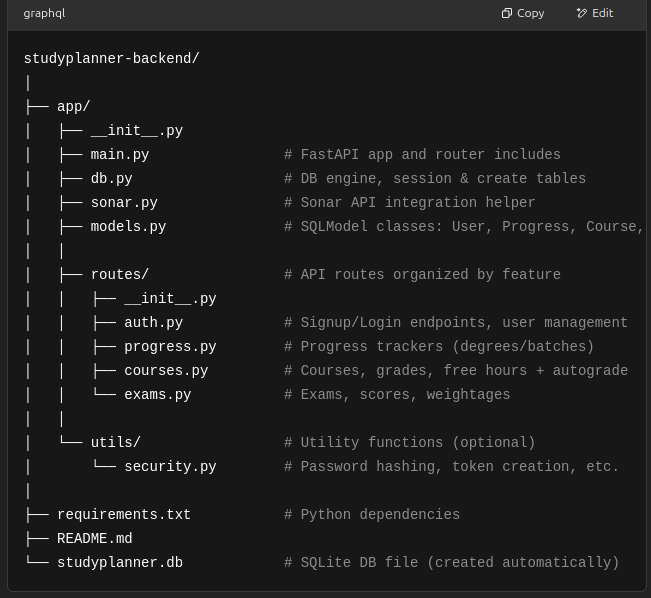 graphql Copy Edit
studyplanner-backend/
│
├── app/
│   ├── __init__.py
│   ├── main.py                # FastAPI app and router includes
│   ├── db.py                  # DB engine, session & create tables
│   ├── sonar.py               # Sonar API integration helper
│   ├── models.py              # SQLModel classes: User, Progress, Course,
│   │
│   ├── routes/                # API routes organized by feature
│   │   ├── __init__.py
│   │   ├── auth.py            # Signup/Login endpoints, user management
│   │   ├── progress.py        # Progress trackers (degrees/batches)
│   │   ├── courses.py         # Courses, grades, free hours + autograde
│   │   └── exams.py           # Exams, scores, weightages
│   │
│   └── utils/                 # Utility functions (optional)
│       └── security.py        # Password hashing, token creation, etc.
│
├── requirements.txt           # Python dependencies
├── README.md
└── studyplanner.db            # SQLite DB file (created automatically)